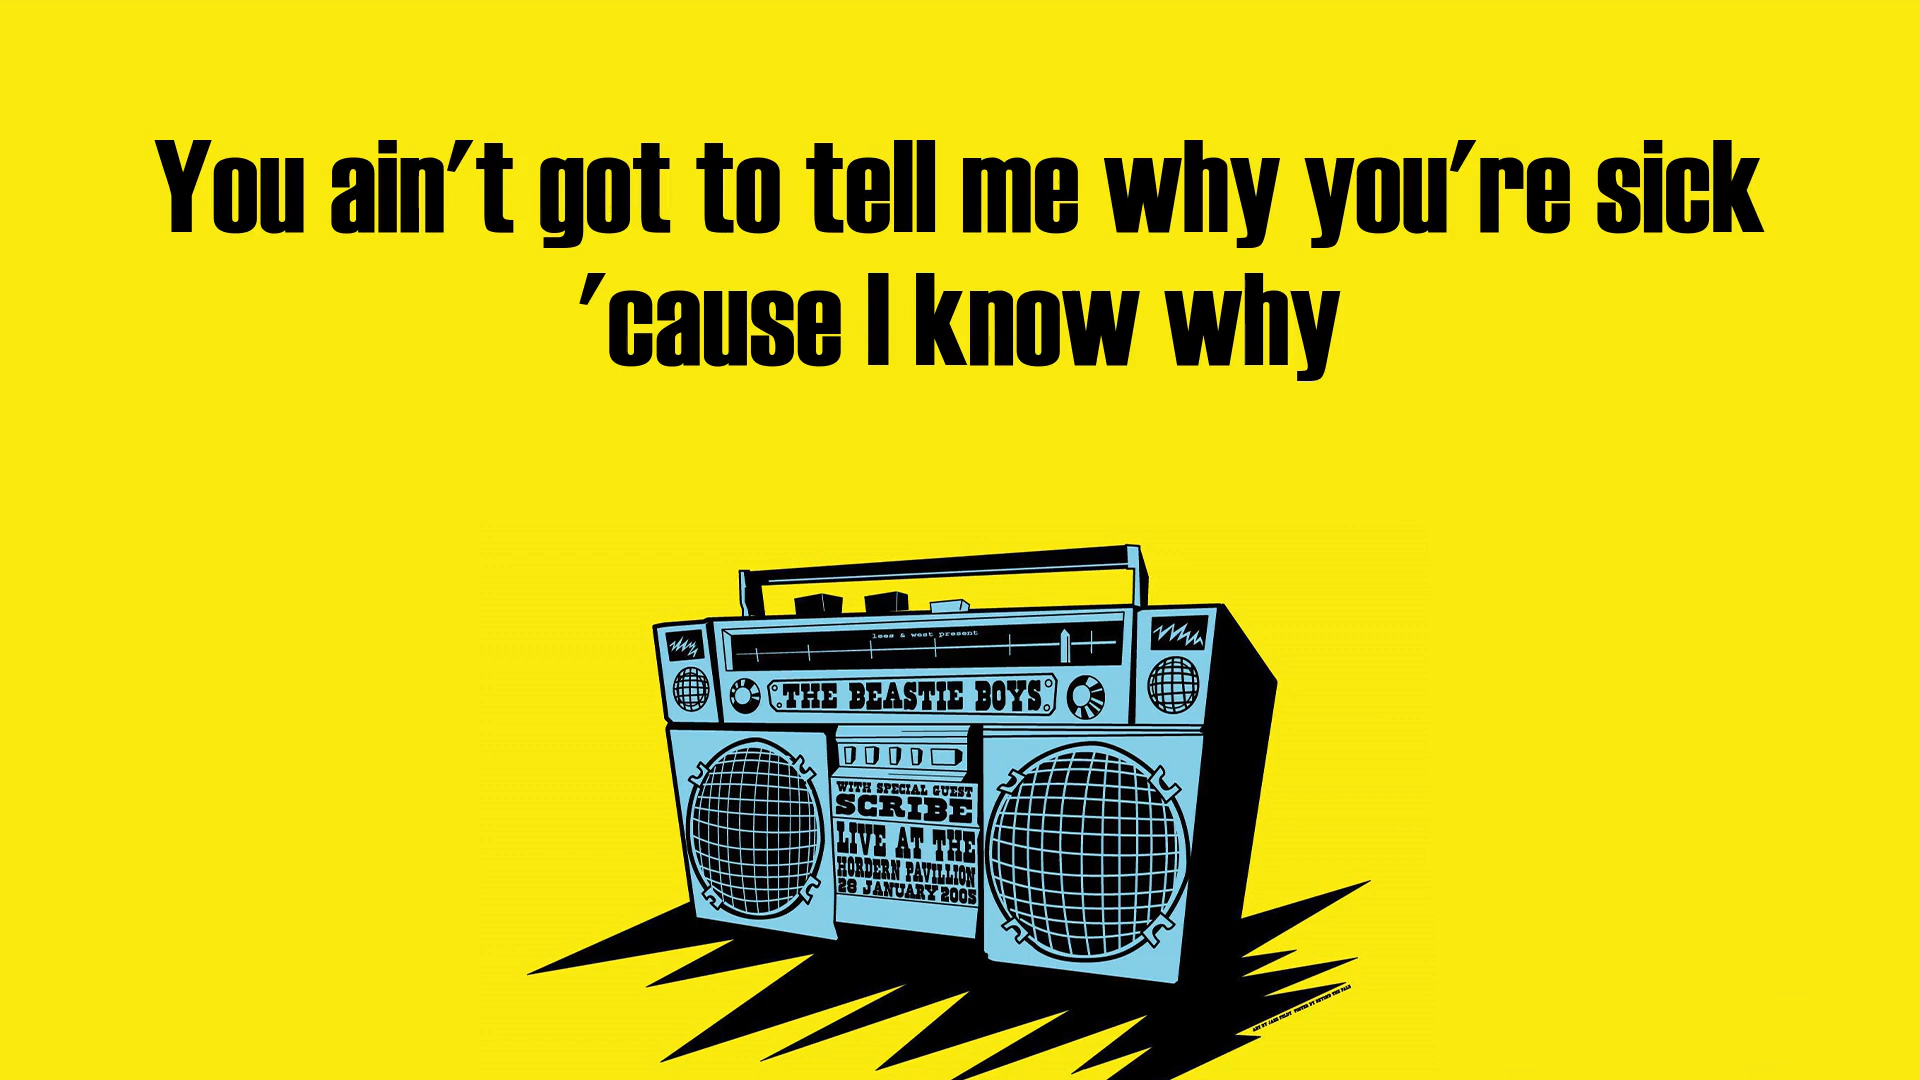 You ain't got to tell me why you're sick
'cause I know why
lees & west present
THE BEASTIE BOYS
WITH SPECIAL GUEST
SCRIBE
LIVE AT THE
HORDERN PAVILLION
28 JANUARY 2005